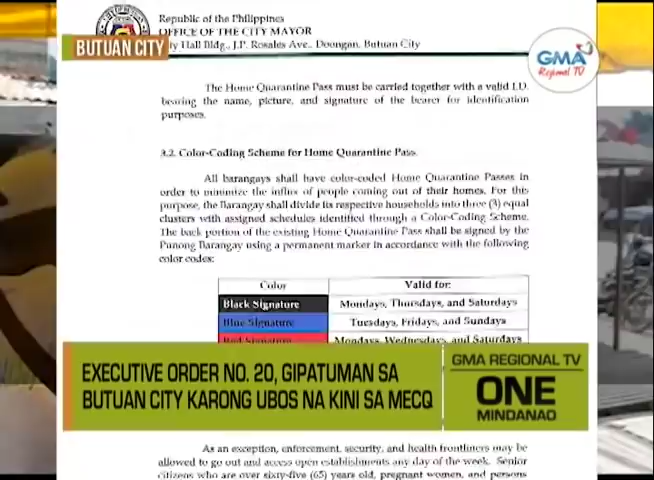 Republic of the Philippines
OFFICE OF THE CITY MAYOR
BUTUAN CITY
Hall Bldg., J.P. Rosales Ave., Doongan, Butuan City
GMA
Regional TV
The Home Quarantine Pass must be carried together with a valid I.D.
bearing the name, picture, and signature of the bearer for identification
purposes.
3.2. Color-Coding Scheme for Home Quarantine Pass.
All barangays shall have color-coded Home Quarantine Passes in
order to minimize the influx of people coming out of their homes. For this
purpose, the Barangay shall divide its respective households into three (3) equal
clusters with assigned schedules identified through a Color-Coding Scheme.
The back portion of the existing Home Quarantine Pass shall be signed by the
Punong Barangay using a permanent marker in accordance with the following
color codes:
Color Valid for:
Black Signature Mondays, Thursdays, and Saturdays
Blue Signature Tuesdays, Fridays, and Sundays
Red Signature Mondays, Wednesdays, and Saturdays
EXECUTIVE ORDER NO. 20, GIPATUMAN SA
BUTUAN CITY KARONG UBOS NA KINI SA MECQ
GMA REGIONAL TV
ONE
MINDANAO
As an exception, enforcement, security, and health frontliners may be
allowed to go out and access open establishments any day of the week. Senior
citizens who are over sixty-five (65) years old, pregnant women, and persons